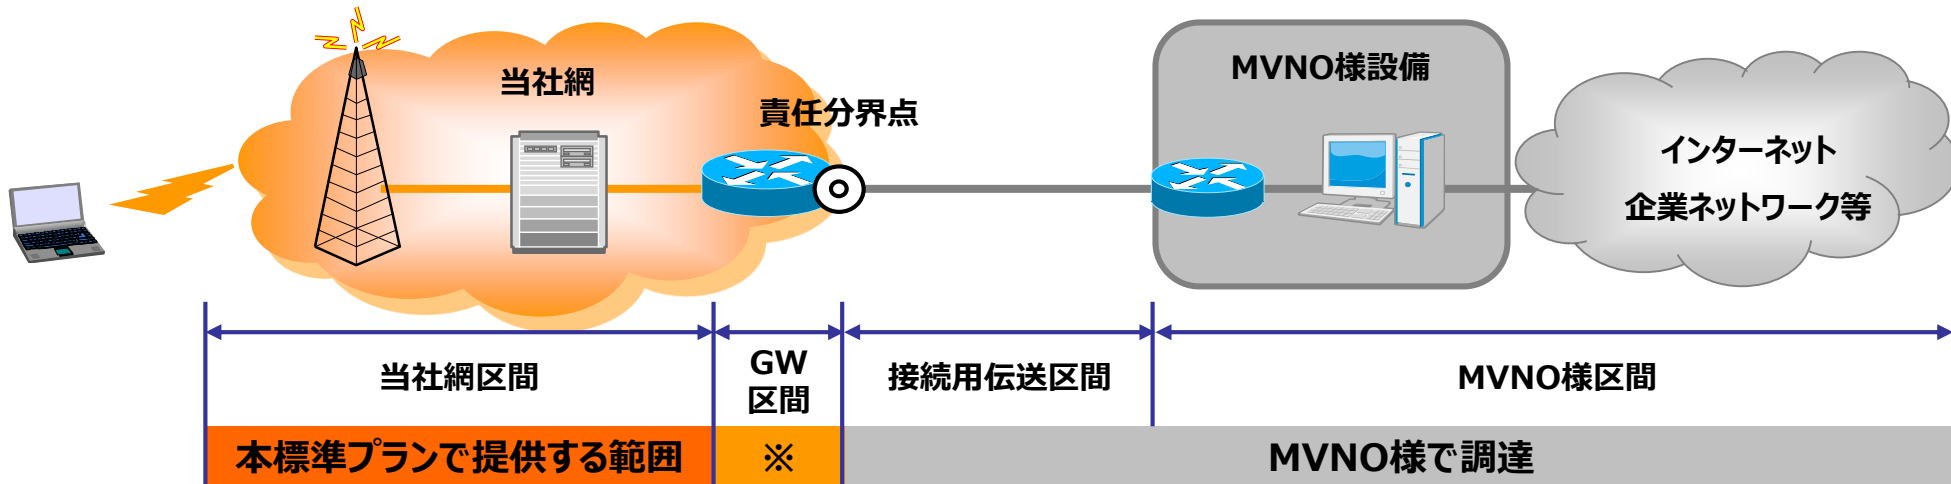 当社網
責任分界点
MVNO様設備
インターネット
企業ネットワーク等
当社網区間
GW
区間
接続用伝送区間
MVNO様区間
本標準プランで提供する範囲
※
MVNO様で調達